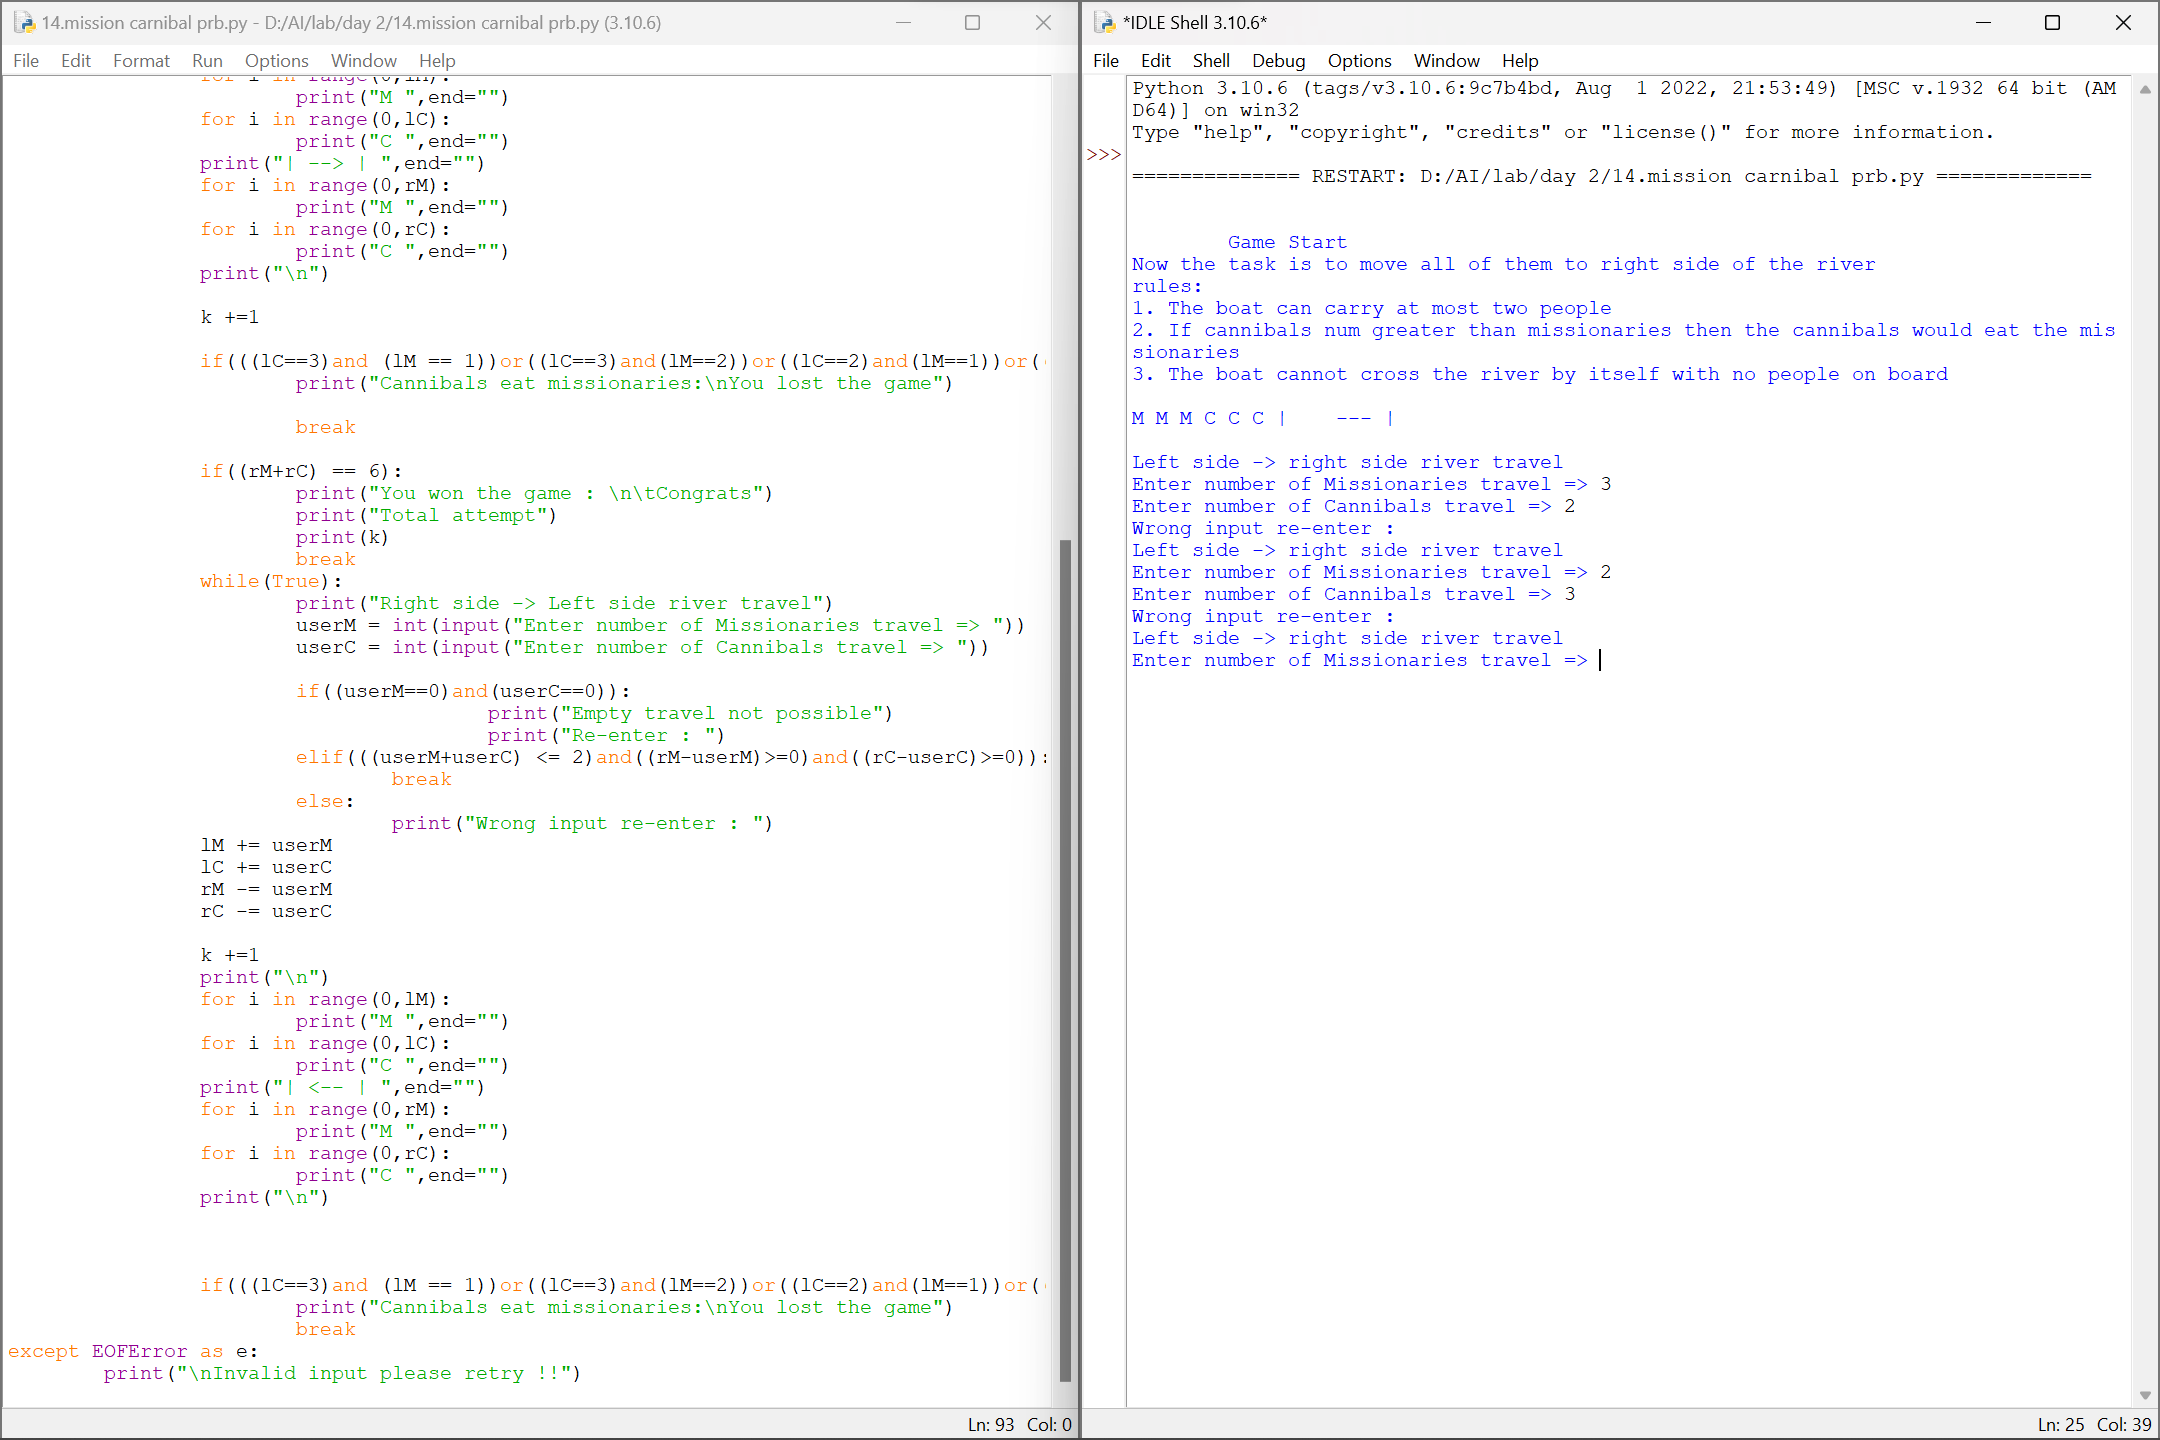 14.mission carnibal prb.py - D:/AI/lab/day 2/14.mission carnibal prb.py (3.10.6)
File Edit Format Run Options Window Help
for i in range(0,lM):
print("M ",end="")
for i in range(0,lC):
print("C ",end="")
print("| --> | ",end="")
for i in range(0,rM):
print("M ",end="")
for i in range(0,rC):
print("C ",end="")
print("\n")
k +=1
if(((lC==3)and (lM == 1))or((lC==3)and(lM==2))or((lC==2)and(lM==1))or(
print("Cannibals eat missionaries:\nYou lost the game")
break
if((rM+rC) == 6):
print("You won the game : \n\tCongrats")
print("Total attempt")
print(k)
break
while(True):
print("Right side -> Left side river travel")
userM = int(input("Enter number of Missionaries travel => "))
userC = int(input("Enter number of Cannibals travel => "))
if((userM==0)and(userC==0)):
print("Empty travel not possible")
print("Re-enter : ")
elif(((userM+userC) <= 2)and((rM-userM)>=0)and((rC-userC)>=0)):
break
else:
print("Wrong input re-enter : ")
lM += userM
lC += userC
rM -= userM
rC -= userC
k +=1
print("\n")
for i in range(0,lM):
print("M ",end="")
for i in range(0,lC):
print("C ",end="")
print("| <-- | ",end="")
for i in range(0,rM):
print("M ",end="")
for i in range(0,rC):
print("C ",end="")
print("\n")
if(((lC==3)and (lM == 1))or((lC==3)and(lM==2))or((lC==2)and(lM==1))or(
print("Cannibals eat missionaries:\nYou lost the game")
break
except EOFError as e:
print("\nInvalid input please retry !!")
Ln: 93 Col: 0
*IDLE Shell 3.10.6*
File Edit Shell Debug Options Window Help
Python 3.10.6 (tags/v3.10.6:9c7b4bd, Aug  1 2022, 21:53:49) [MSC v.1932 64 bit (AM
D64)] on win32
Type "help", "copyright", "credits" or "license()" for more information.
>>>
============== RESTART: D:/AI/lab/day 2/14.mission carnibal prb.py =============
Game Start
Now the task is to move all of them to right side of the river
rules:
1. The boat can carry at most two people
2. If cannibals num greater than missionaries then the cannibals would eat the mis
sionaries
3. The boat cannot cross the river by itself with no people on board
M M M C C C |    --- |
Left side -> right side river travel
Enter number of Missionaries travel => 3
Enter number of Cannibals travel => 2
Wrong input re-enter :
Left side -> right side river travel
Enter number of Missionaries travel => 2
Enter number of Cannibals travel => 3
Wrong input re-enter :
Left side -> right side river travel
Enter number of Missionaries travel =>
Ln: 25 Col: 39